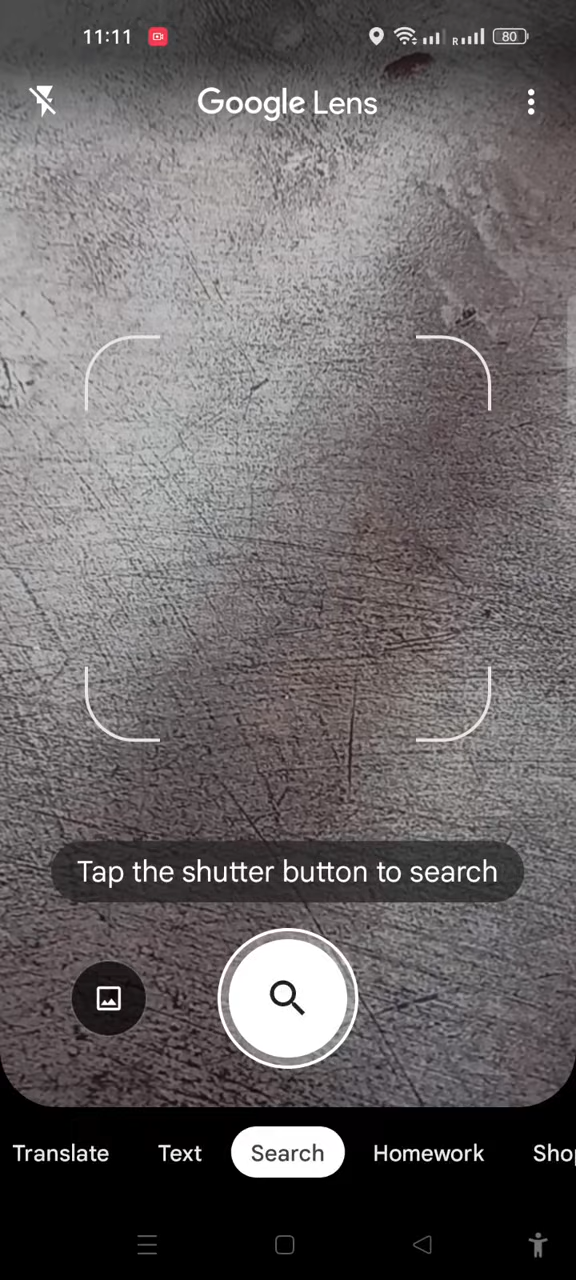 11:11
R
80
Google Lens
Tap the shutter button to search
Translate
Text
Search
Homework
Shop